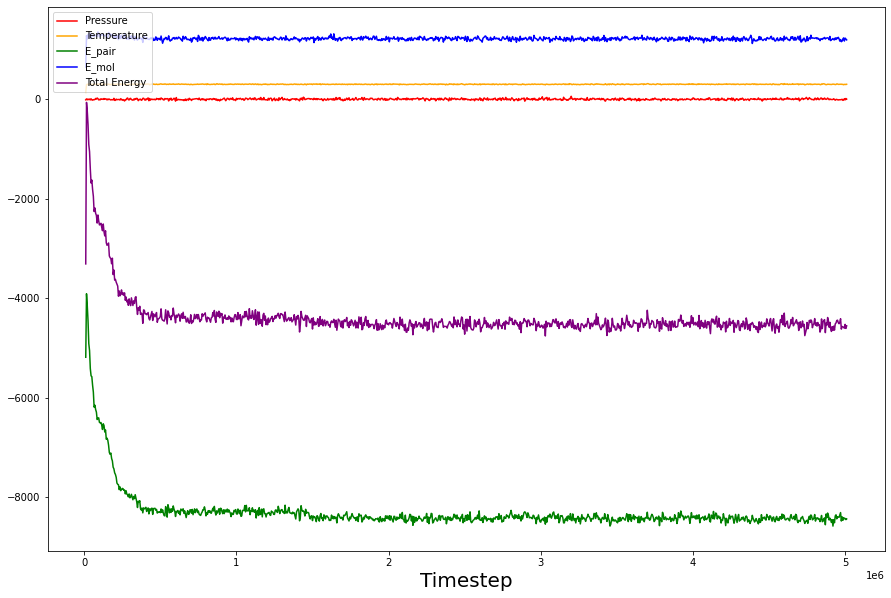 Pressure
Temperature
E_pair
E_mol
Total Energy
0
−2000
−4000
−6000
−8000
0 1 2 3 4 5
1e6
Timestep